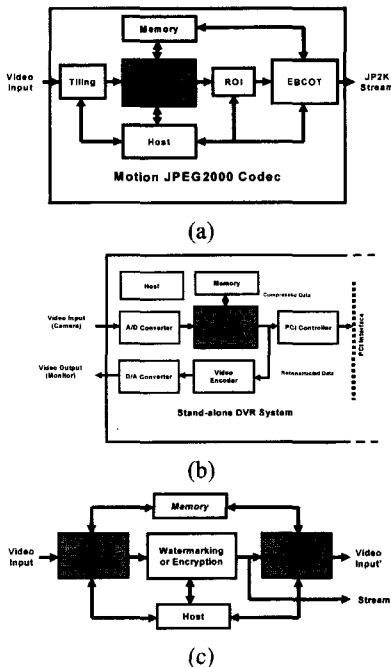 Memory
Video
Input
Tiling
ROI
EBCOT
JP2K
Stream
Host
Motion JPEG2000 Codec
(a)
Host
Memory
Compressed Data
Video Input
(Camera)
A/D Converter
PCI Controller
PCI Interface
Video Output
(Monitor)
D/A Converter
Video
Encoder
Reconstructed Data
Stand-alone DVR System
(b)
Memory
Video
Input
Watermarking
or Encryption
Video
Input'
Stream
Host
(c)